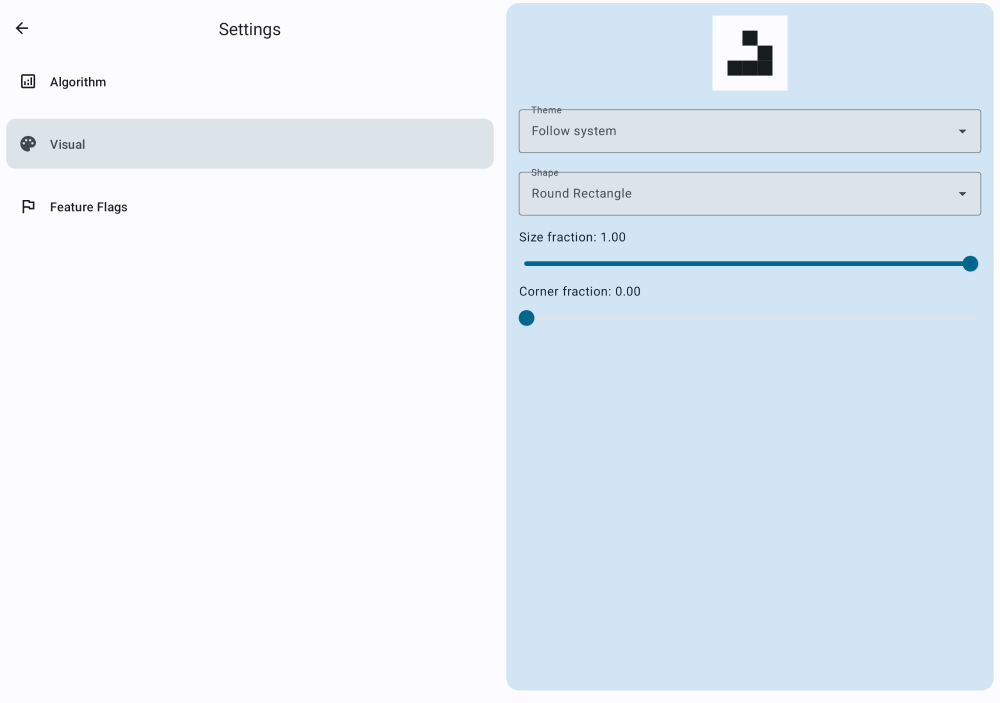 Settings
Algorithm
Visual
Feature Flags
Theme
Follow system
Shape
Round Rectangle
Size fraction: 1.00
Corner fraction: 0.00